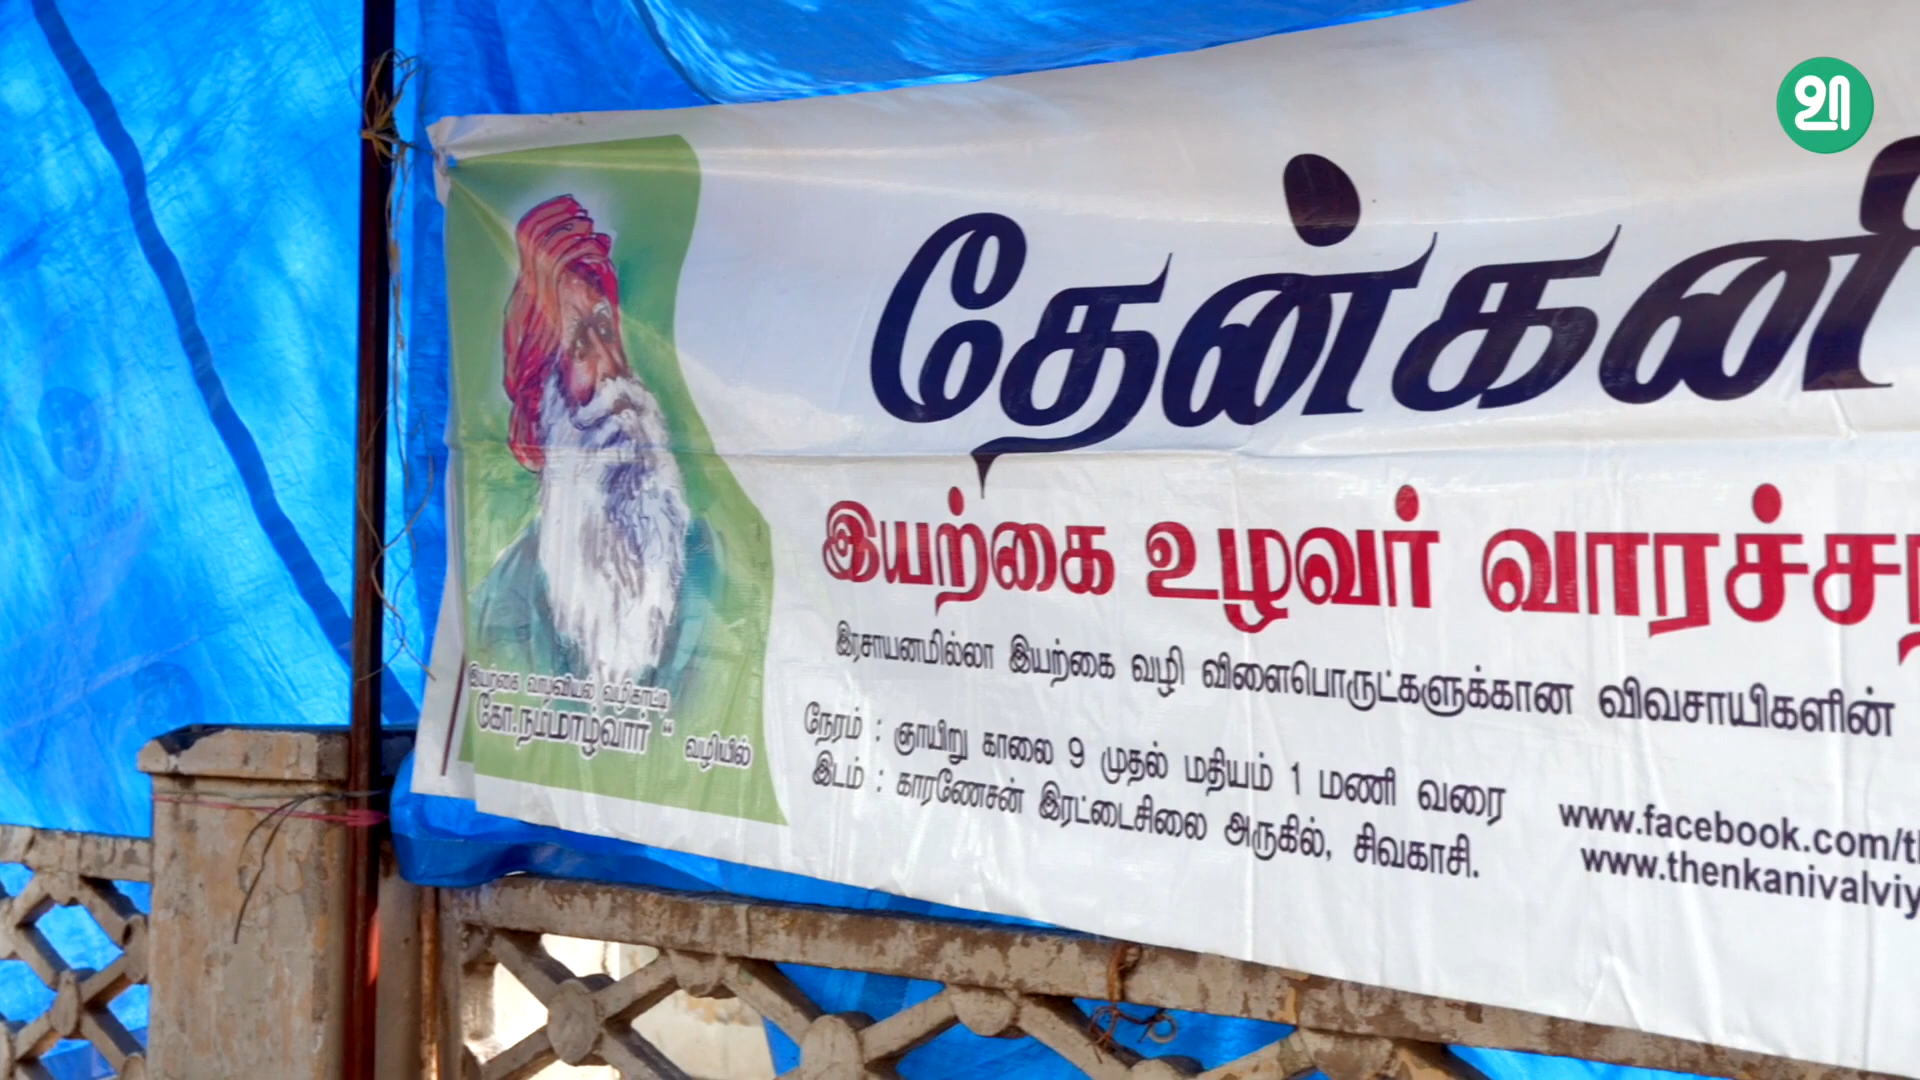 தேன்கனி
இயற்கை உழவர் வாரச்ச
இரசாயனமில்லா இயற்கை வழி விளைபொருட்களுக்கான விவசாயிகளின்
நேரம் : ஞாயிறு காலை 9 முதல் மதியம் 1 மணி வரை
இடம் : காரணேசன் இரட்டைசிலை அருகில், சிவகாசி.
www.facebook.com/t
www.thenkanivalviy
இயற்கை வாழ்வியல் வழிகாட்டி
கோ.நம்மாழ்வார் " வழியில்